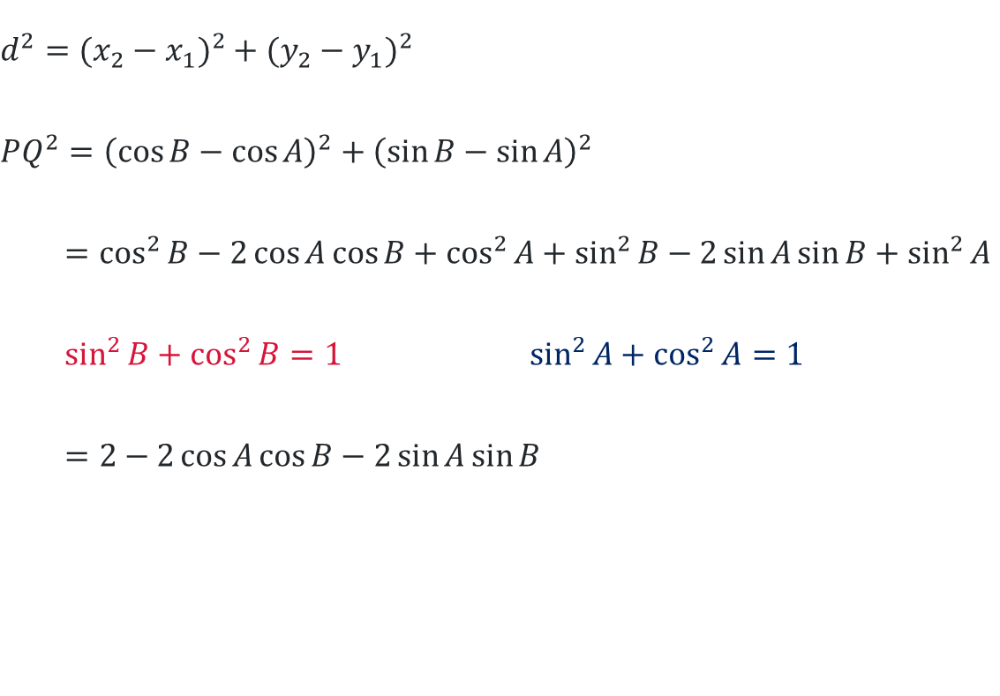 d² = (x₂ − x₁)² + (y₂ − y₁)²
PQ² = (cos B − cos A)² + (sin B − sin A)²
= cos² B − 2 cos A cos B + cos² A + sin² B − 2 sin A sin B + sin² A
sin² B + cos² B = 1 sin² A + cos² A = 1
= 2 − 2 cos A cos B − 2 sin A sin B